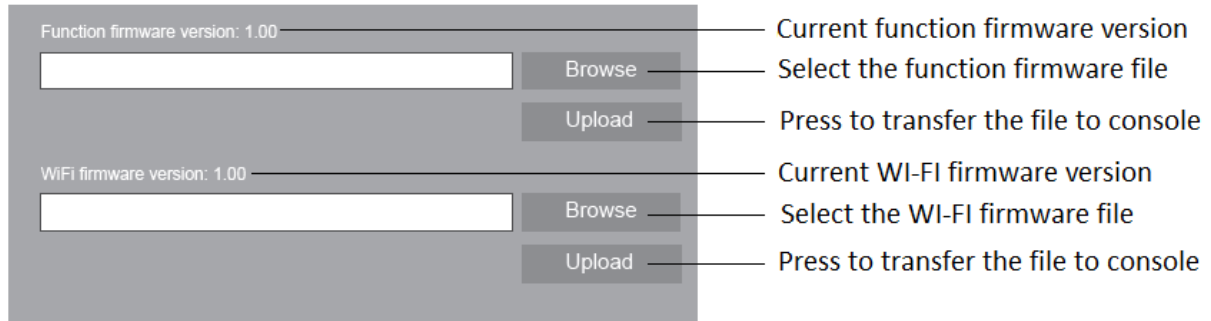 Function firmware version: 1.00
Current function firmware version
Browse
Select the function firmware file
Upload
Press to transfer the file to console
WiFi firmware version: 1.00
Current WI-FI firmware version
Browse
Select the WI-FI firmware file
Upload
Press to transfer the file to console